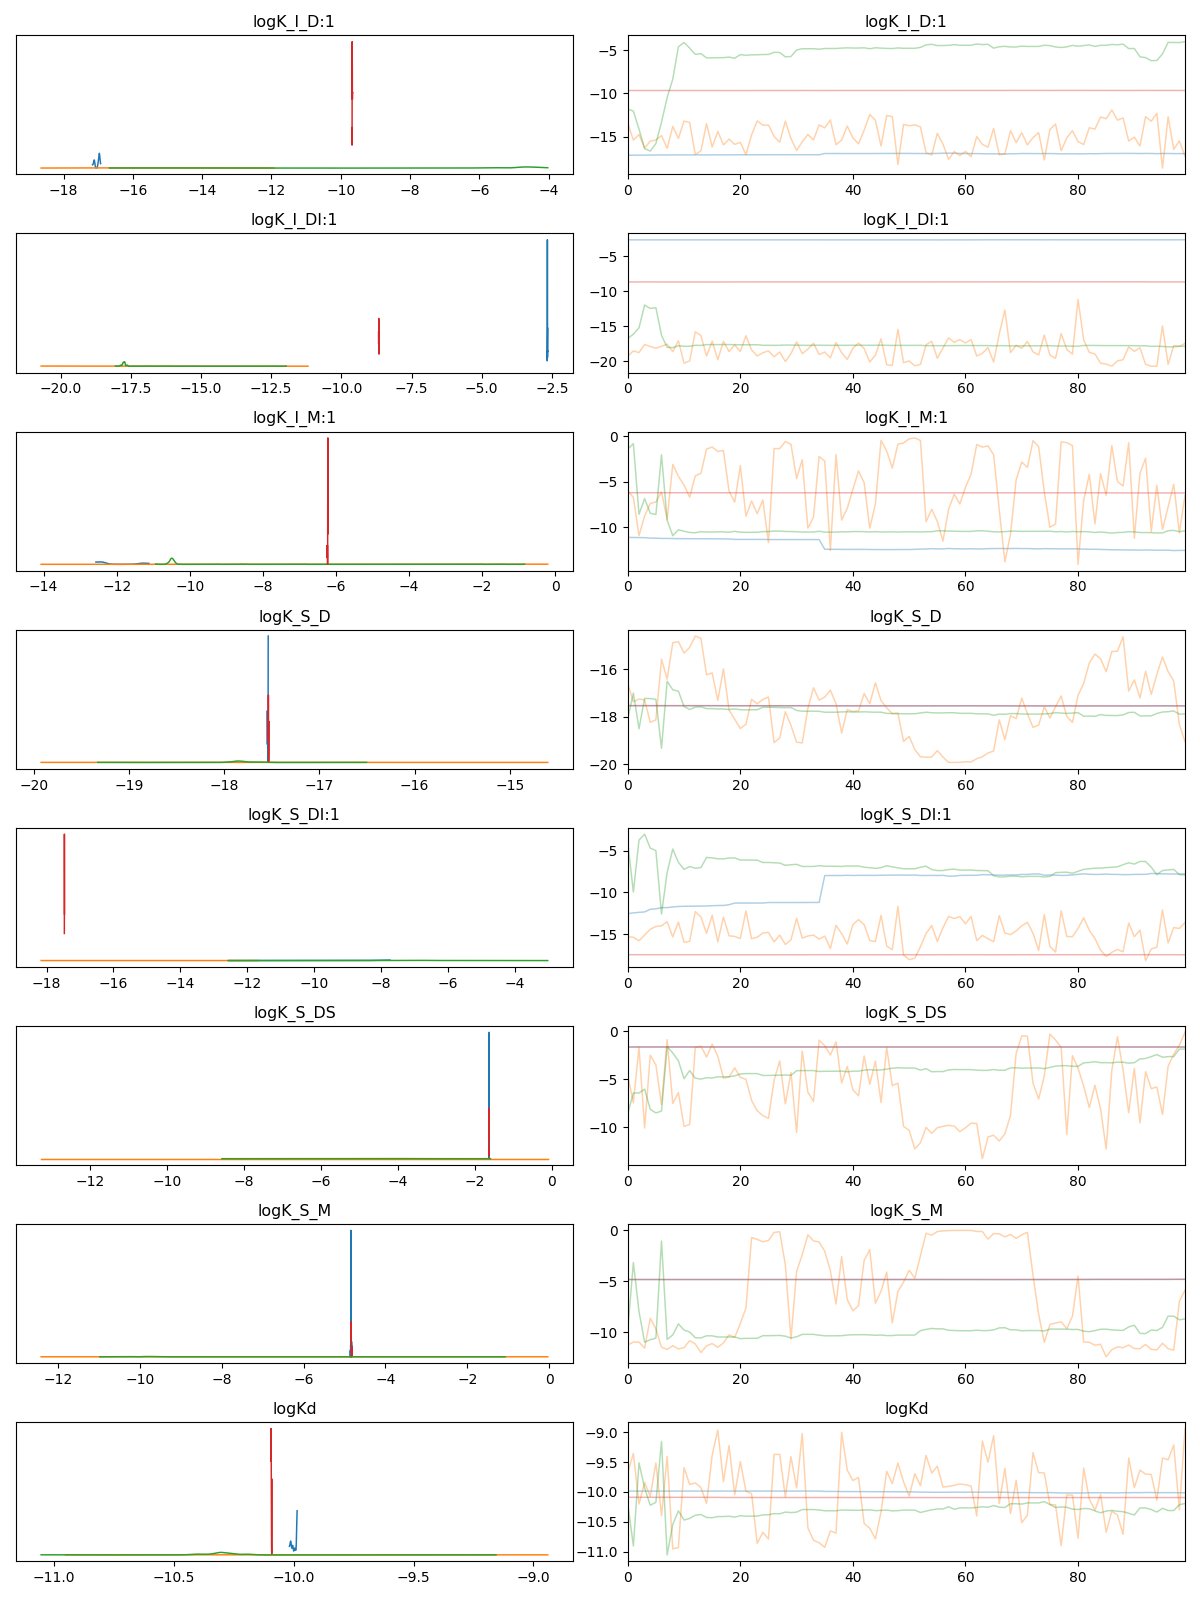 logK_I_D:1 logK_I_D:1
−5
−10
−15
−18 −16 −14 −12 −10 −8 −6 −4 0 20 40 60 80
logK_I_DI:1 logK_I_DI:1
−5
−10
−15
−20
−20.0 −17.5 −15.0 −12.5 −10.0 −7.5 −5.0 −2.5 0 20 40 60 80
logK_I_M:1 logK_I_M:1
0
−5
−10
−14 −12 −10 −8 −6 −4 −2 0 0 20 40 60 80
logK_S_D logK_S_D
−16
−18
−20
−20 −19 −18 −17 −16 −15 0 20 40 60 80
logK_S_DI:1 logK_S_DI:1
−5
−10
−15
−18 −16 −14 −12 −10 −8 −6 −4 0 20 40 60 80
logK_S_DS logK_S_DS
0
−5
−10
−12 −10 −8 −6 −4 −2 0 0 20 40 60 80
logK_S_M logK_S_M
0
−5
−10
−12 −10 −8 −6 −4 −2 0 0 20 40 60 80
logKd logKd
−9.0
−9.5
−10.0
−10.5
−11.0
−11.0 −10.5 −10.0 −9.5 −9.0 0 20 40 60 80